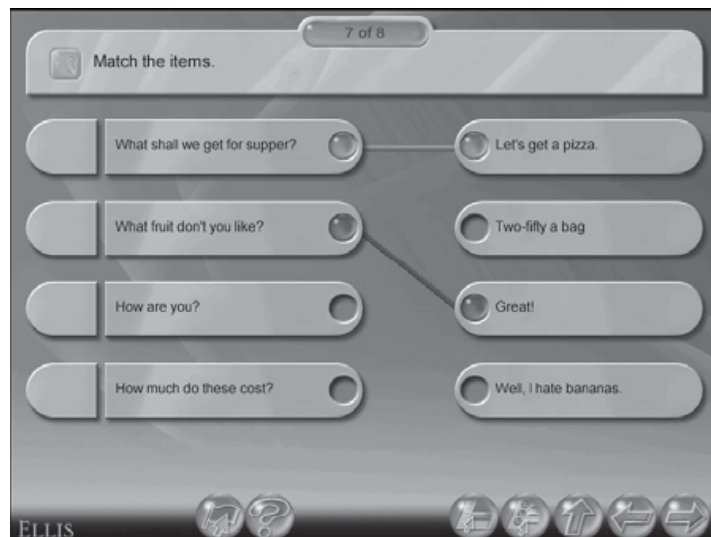 7 of 8
Match the items.
What shall we get for supper?
Let's get a pizza.
What fruit don't you like?
Two-fifty a bag
How are you?
Great!
How much do these cost?
Well, I hate bananas.
ELLIS